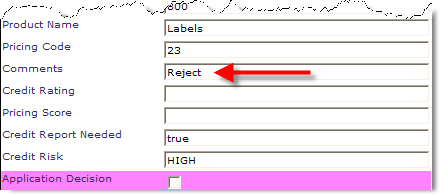 Product Name Labels
Pricing Code 23
Comments Reject
Credit Rating
Pricing Score
Credit Report Needed true
Credit Risk HIGH
Application Decision